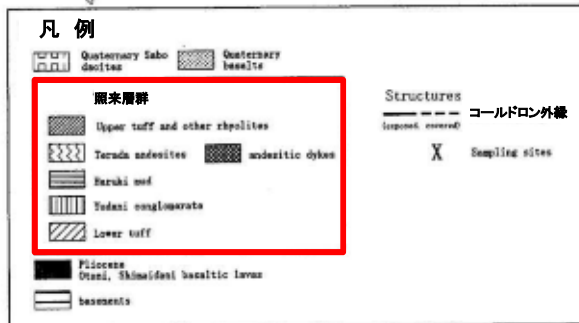 凡 例
Quaternary Sabo dacites
Quaternary basalts
照来層群
Upper tuff and other rhyolites
Terada andesites
andesitic dykes
Haruki mud
Yodani conglomerate
Lower tuff
Pliocene
Otani, Shimaidani basaltic lavas
basements
Structures
コールドロン外縁
(exposed, covered)
X Sampling sites